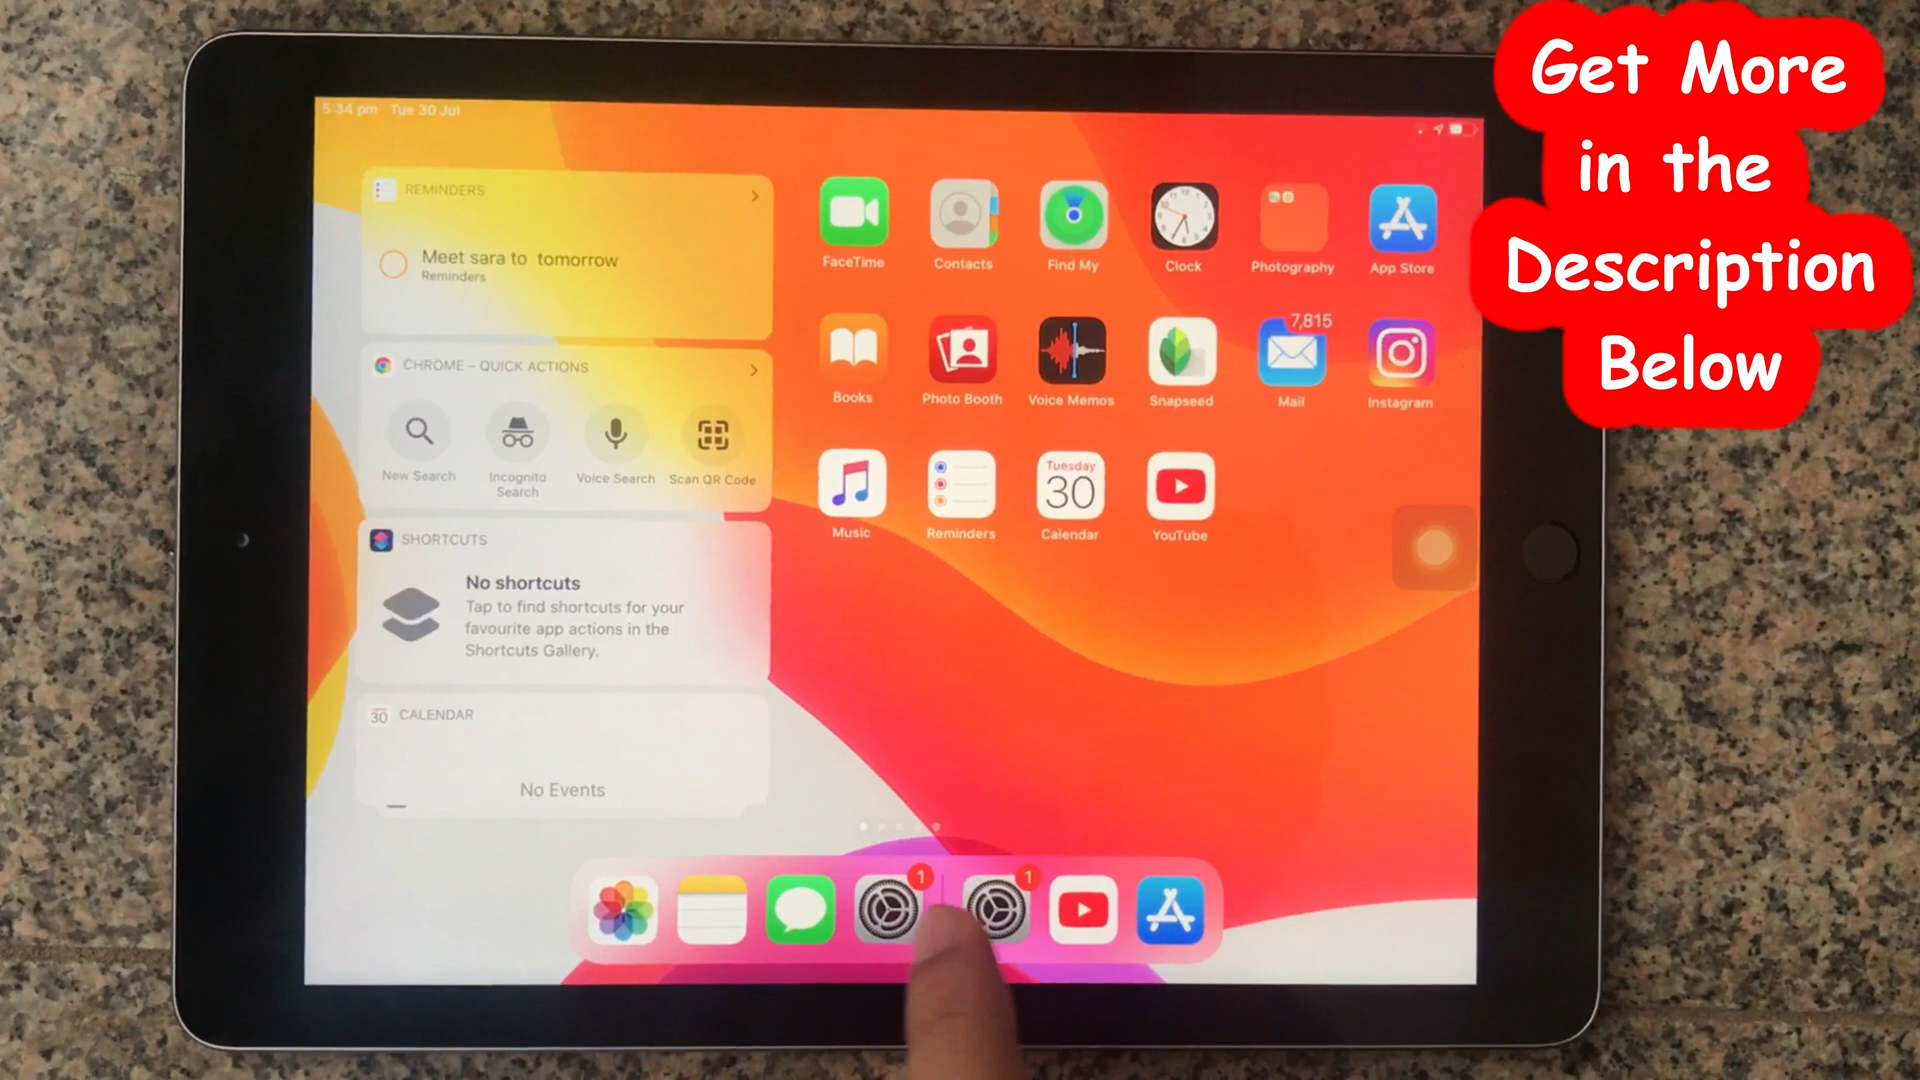 Get More
in the
Description
Below
5:34 pm Tue 30 Jul
REMINDERS
Meet sara to tomorrow
Reminders
CHROME – QUICK ACTIONS
New Search
Incognito
Search
Voice Search
Scan QR Code
SHORTCUTS
No shortcuts
Tap to find shortcuts for your
favourite app actions in the
Shortcuts Gallery.
30 CALENDAR
No Events
FaceTime
Contacts
Find My
Clock
Photography
App Store
7,815
Books
Photo Booth
Voice Memos
Snapseed
Mail
Instagram
Tuesday
30
Music
Reminders
Calendar
YouTube
1
1